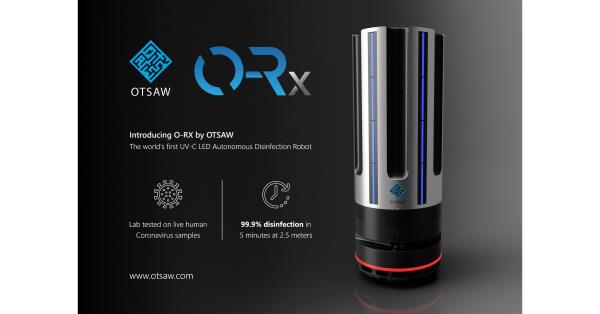 OTSAW
O-Rx
Introducing O-RX by OTSAW
The world's first UV-C LED Autonomous Disinfection Robot
Lab tested on live human
Coronavirus samples
99.9% disinfection in
5 minutes at 2.5 meters
www.otsaw.com
OTSAW